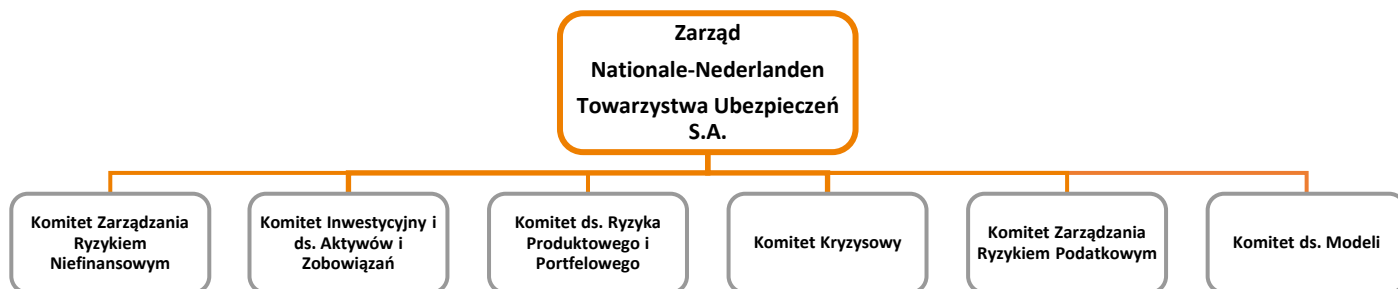 Zarząd
Nationale-Nederlanden
Towarzystwa Ubezpieczeń
S.A.
Komitet Zarządzania
Ryzykiem
Niefinansowym
Komitet Inwestycyjny i
ds. Aktywów i
Zobowiązań
Komitet ds. Ryzyka
Produktowego i
Portfelowego
Komitet Kryzysowy
Komitet Zarządzania
Ryzykiem Podatkowym
Komitet ds. Modeli